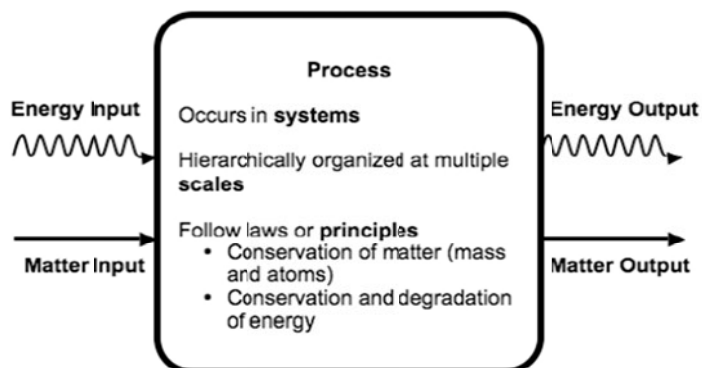 Process
Energy Input
Energy Output
Occurs in systems
Hierarchically organized at multiple
scales
Follow laws or principles
• Conservation of matter (mass
and atoms)
• Conservation and degradation
of energy
Matter Input
Matter Output